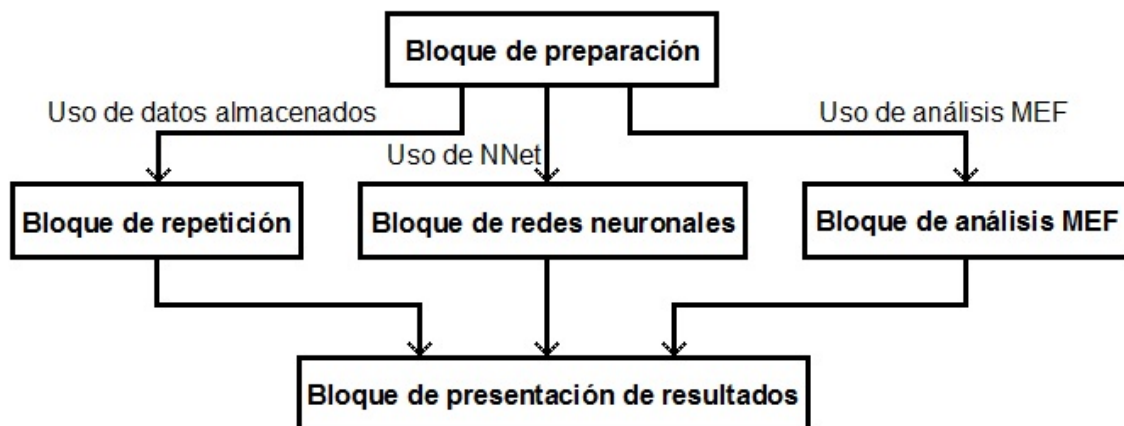 Bloque de preparación
Uso de datos almacenados
Uso de análisis MEF
Uso de NNet
Bloque de repetición
Bloque de redes neuronales
Bloque de análisis MEF
Bloque de presentación de resultados